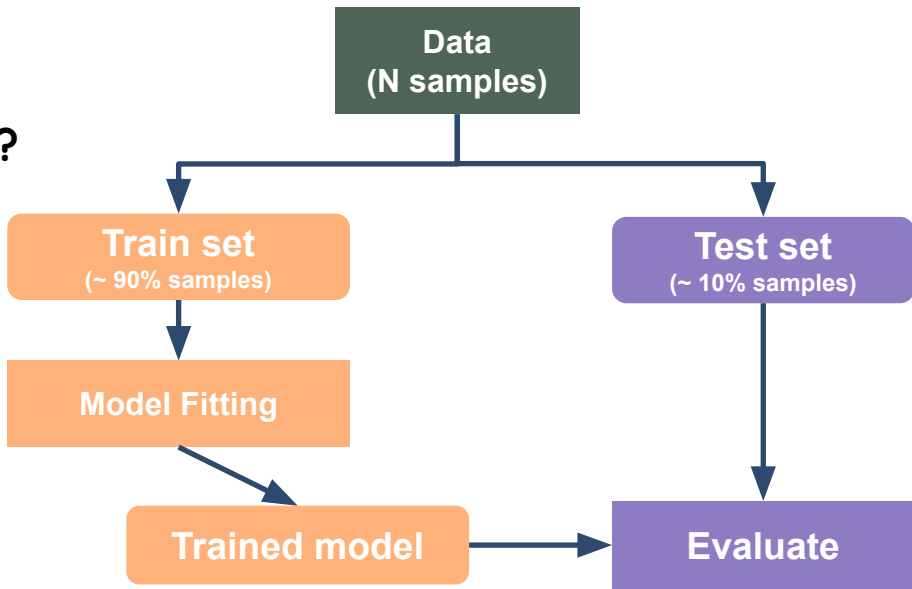 Data
(N samples)
?
Train set
(~ 90% samples)
Test set
(~ 10% samples)
Model Fitting
Trained model
Evaluate